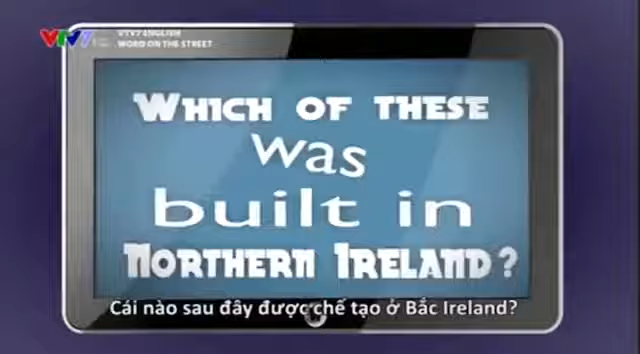 VTV7
VTV7 ENGLISH
WORD ON THE STREET
WHICH OF THESE
was
built in
NORTHERN IRELAND?
Cái nào sau đây được chế tạo ở Bắc Ireland?